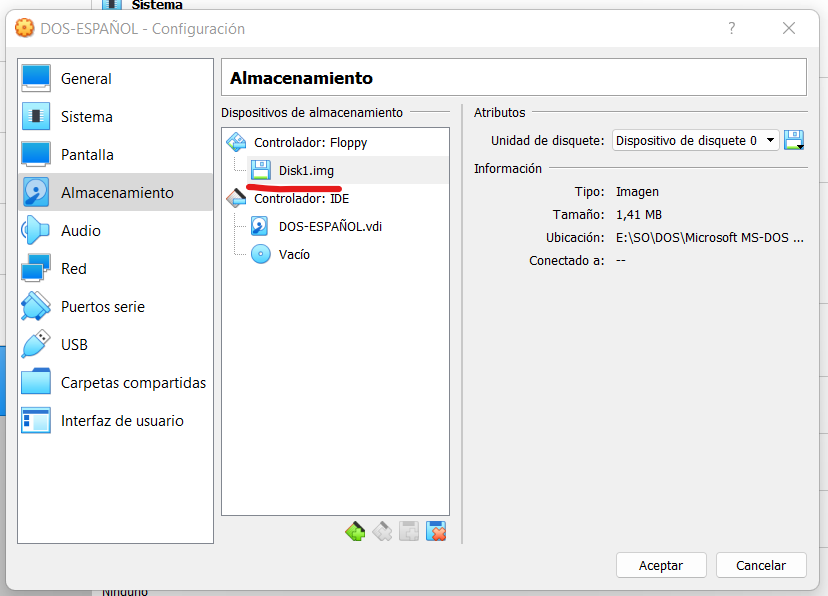 Sistema
DOS-ESPAÑOL - Configuración
?
General
Sistema
Pantalla
Almacenamiento
Audio
Red
Puertos serie
USB
Carpetas compartidas
Interfaz de usuario
Almacenamiento
Dispositivos de almacenamiento
Controlador: Floppy
Disk1.img
Controlador: IDE
DOS-ESPAÑOL.vdi
Vacío
Atributos
Unidad de disquete: Dispositivo de disquete 0
Información
Tipo: Imagen
Tamaño: 1,41 MB
Ubicación: E:\SO\DOS\Microsoft MS-DOS ...
Conectado a: --
Aceptar
Cancelar
Ninguno